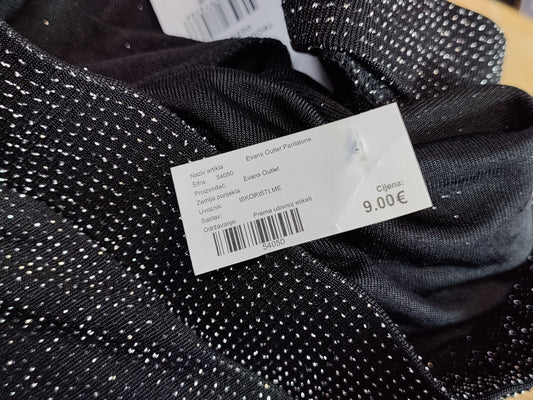 Naziv artikla: Evans Outlet Pantalone
Šifra: 54050
Proizvođač: Evans Outlet
Zemlja porijekla:
Uvoznik: ISKORISTI.ME
Sastav:
Održavanje: Prema ušivnoj etiketi
54050
Cijena:
9.00€